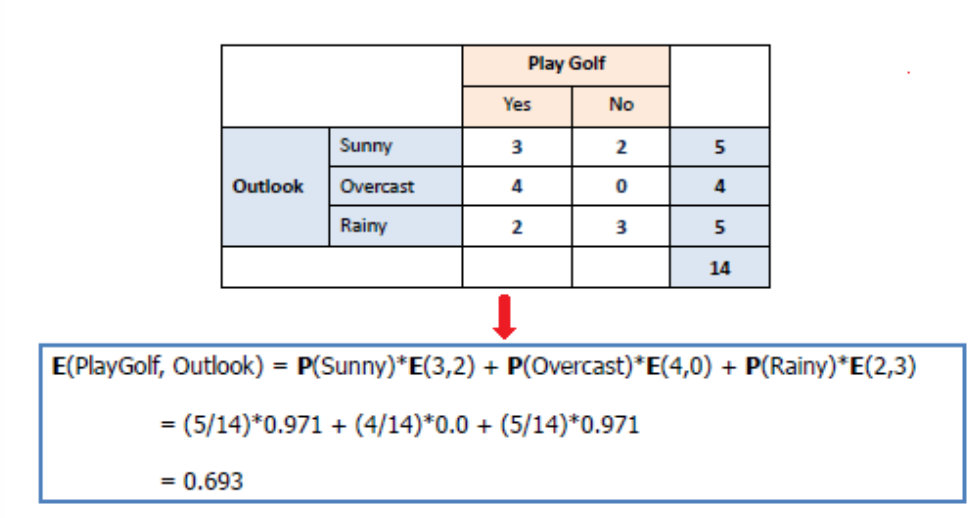 Play Golf
Yes No
Sunny 3 2 5
Outlook Overcast 4 0 4
Rainy 2 3 5
14
E(PlayGolf, Outlook) = P(Sunny)*E(3,2) + P(Overcast)*E(4,0) + P(Rainy)*E(2,3)
= (5/14)*0.971 + (4/14)*0.0 + (5/14)*0.971
= 0.693